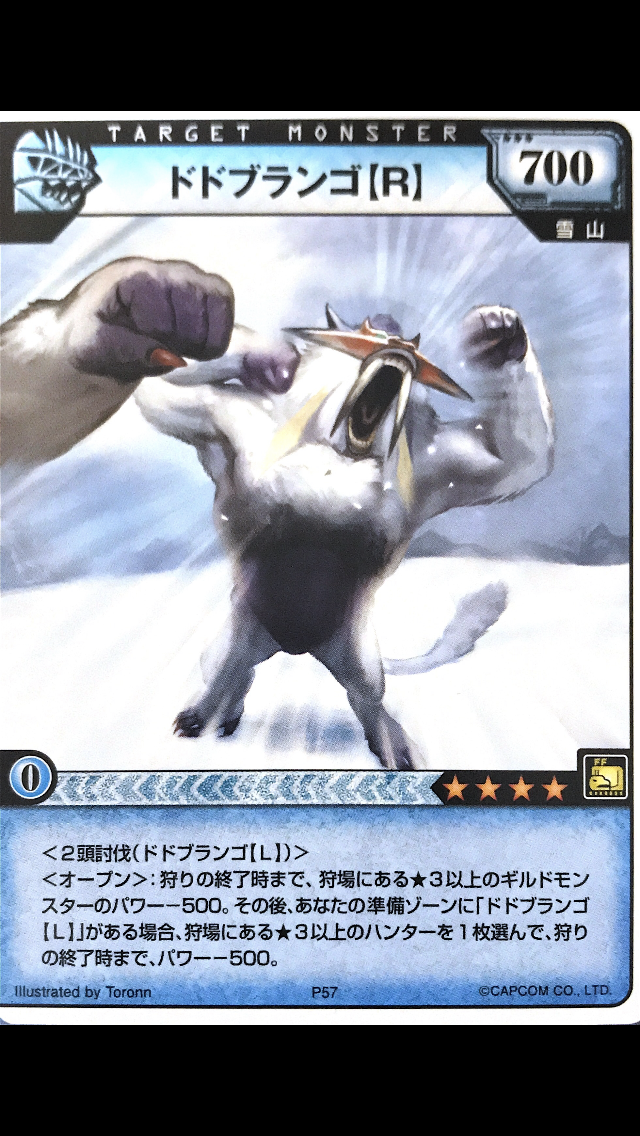 TARGET MONSTER
ドドブランゴ【R】
700
雪山
0
★★★★
FF
<2頭討伐(ドドブランゴ【L】)>
<オープン>:狩りの終了時まで、狩場にある★3以上のギルドモン
スターのパワー−500。その後、あなたの準備ゾーンに「ドドブランゴ
【L】」がある場合、狩場にある★3以上のハンターを1枚選んで、狩り
の終了時まで、パワー−500。
Illustrated by Toronn P57 ©CAPCOM CO., LTD.